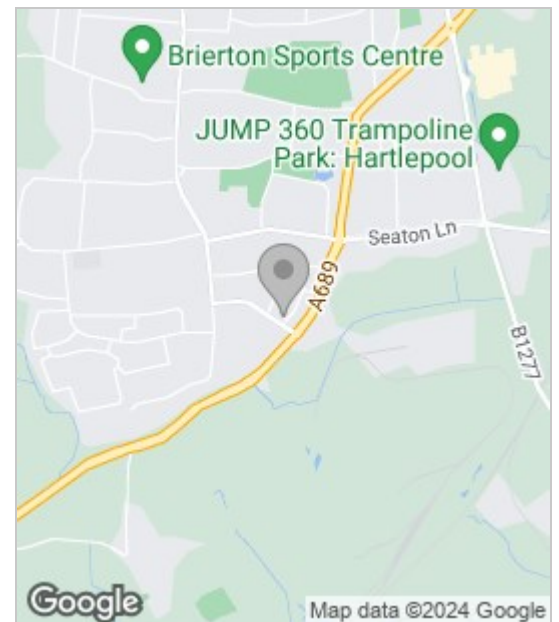 Brierton Sports Centre
JUMP 360 Trampoline
Park: Hartlepool
Seaton Ln
A689
B1277
Google
Map data ©2024 Google